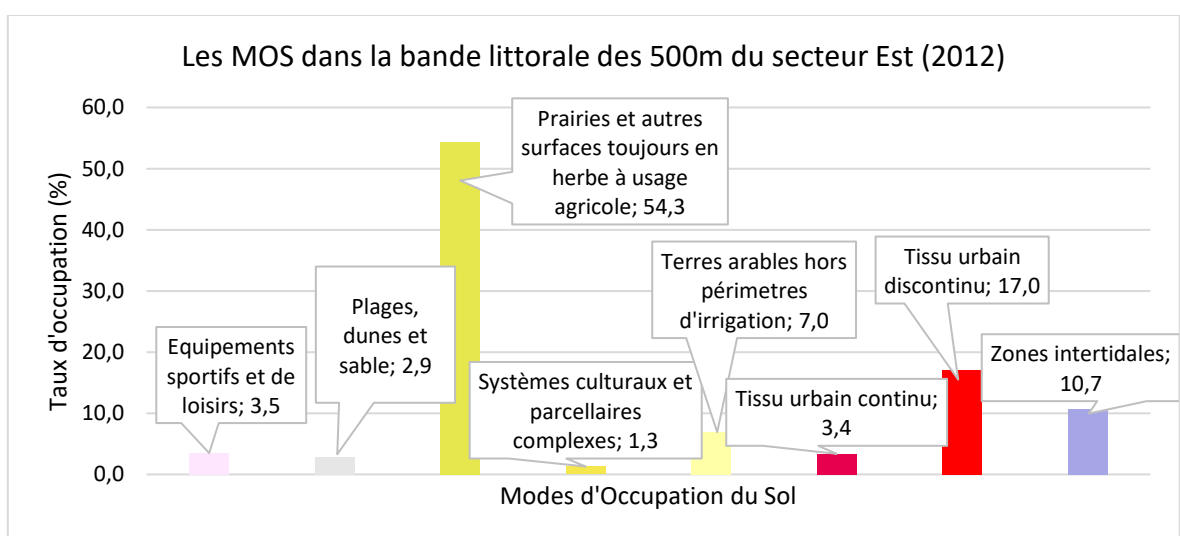 Les MOS dans la bande littorale des 500m du secteur Est (2012)
Taux d'occupation (%)
60,0
50,0
40,0
30,0
20,0
10,0
0,0
Equipements
sportifs et de
loisirs; 3,5
Plages,
dunes et
sable; 2,9
Prairies et autres
surfaces toujours en
herbe à usage
agricole; 54,3
Systèmes culturaux et
parcellaires
complexes; 1,3
Terres arables hors
périmetres
d'irrigation; 7,0
Tissu urbain continu;
3,4
Tissu urbain
discontinu; 17,0
Zones intertidales;
10,7
Modes d'Occupation du Sol